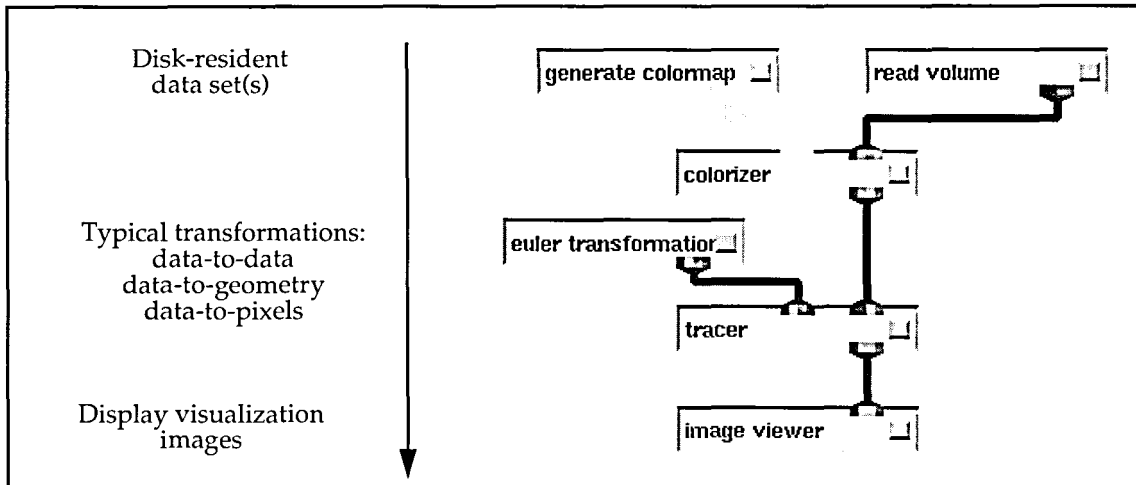 Disk-resident
data set(s)
generate colormap
read volume
colorizer
Typical transformations:
data-to-data
data-to-geometry
data-to-pixels
euler transformation
tracer
Display visualization
images
image viewer